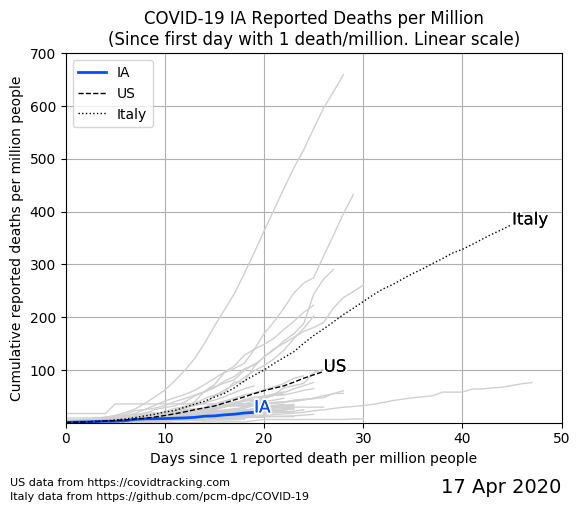 COVID-19 IA Reported Deaths per Million
(Since first day with 1 death/million. Linear scale)
Cumulative reported deaths per million people
700
600
500
400
300
200
100
IA
US
Italy
Italy
US
IA
0
10
20
30
40
50
Days since 1 reported death per million people
US data from https://covidtracking.com
Italy data from https://github.com/pcm-dpc/COVID-19
17 Apr 2020